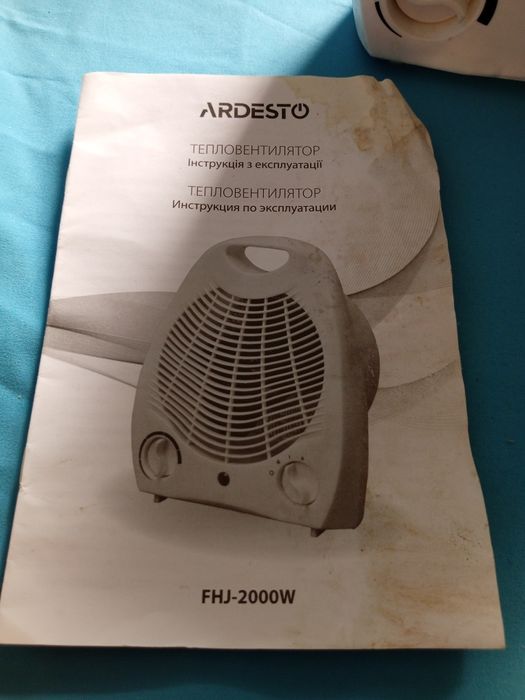 ARDESTO
ТЕПЛОВЕНТИЛЯТОР
Інструкція з експлуатації
ТЕПЛОВЕНТИЛЯТОР
Инструкция по эксплуатации
FHJ-2000W